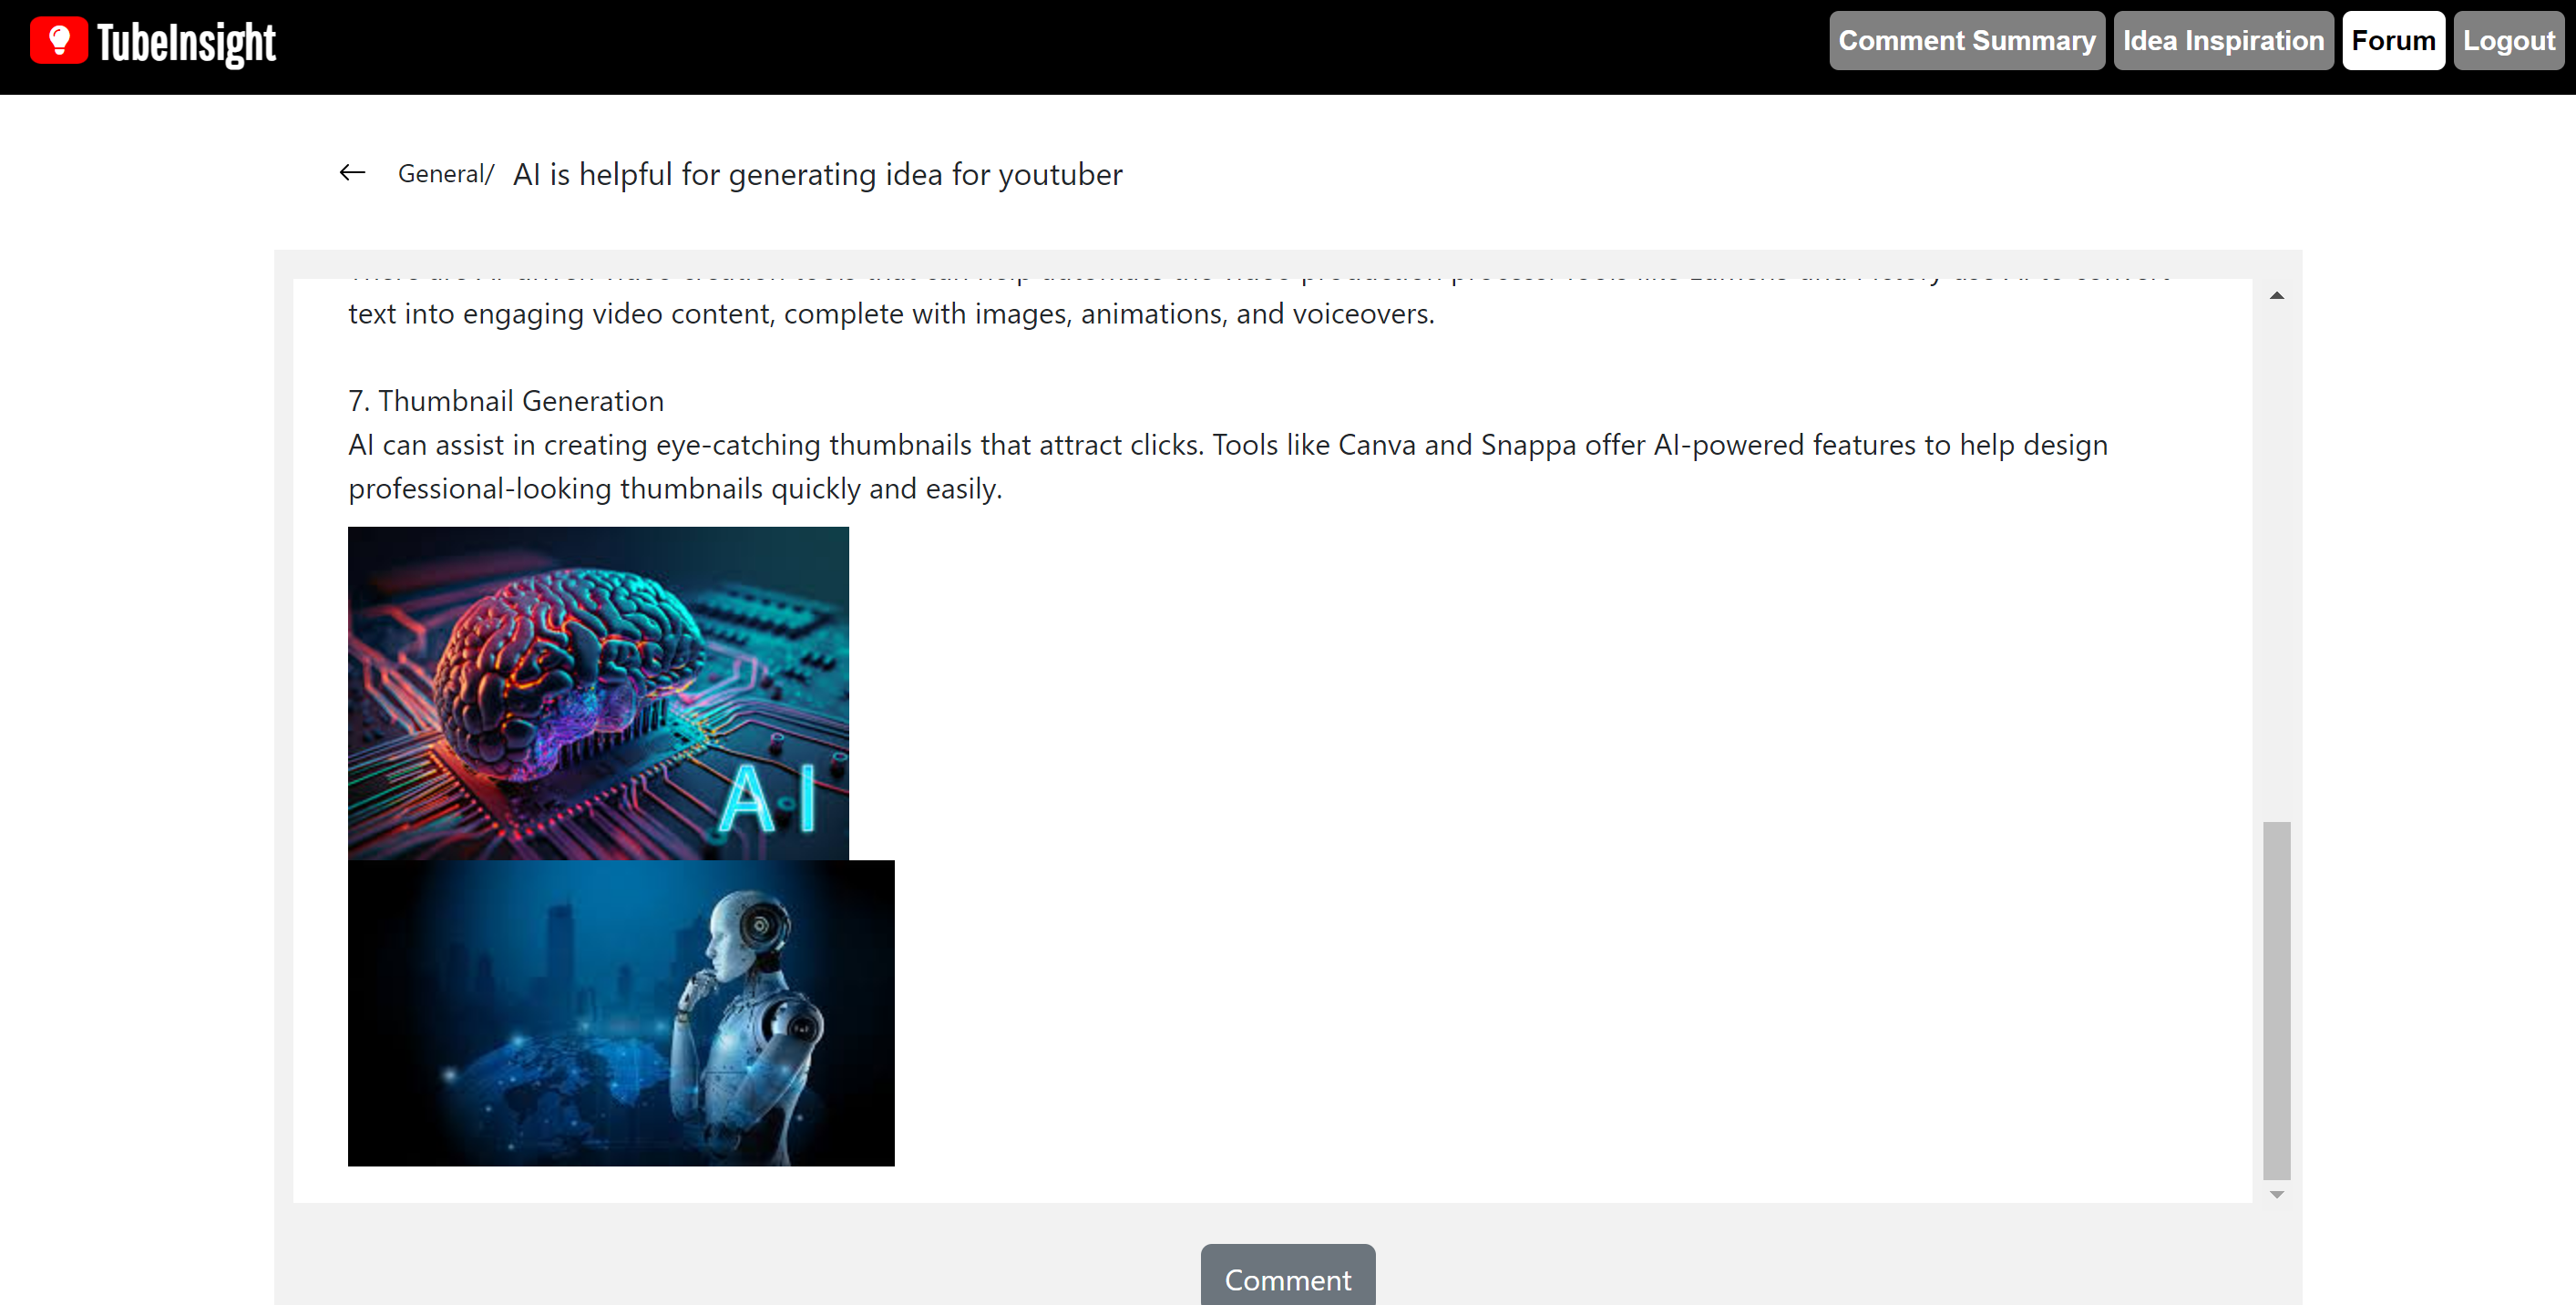 TubeInsight
Comment Summary Idea Inspiration Forum Logout
General/ AI is helpful for generating idea for youtuber
text into engaging video content, complete with images, animations, and voiceovers.
7. Thumbnail Generation
AI can assist in creating eye-catching thumbnails that attract clicks. Tools like Canva and Snappa offer AI-powered features to help design
professional-looking thumbnails quickly and easily.
AI
Comment